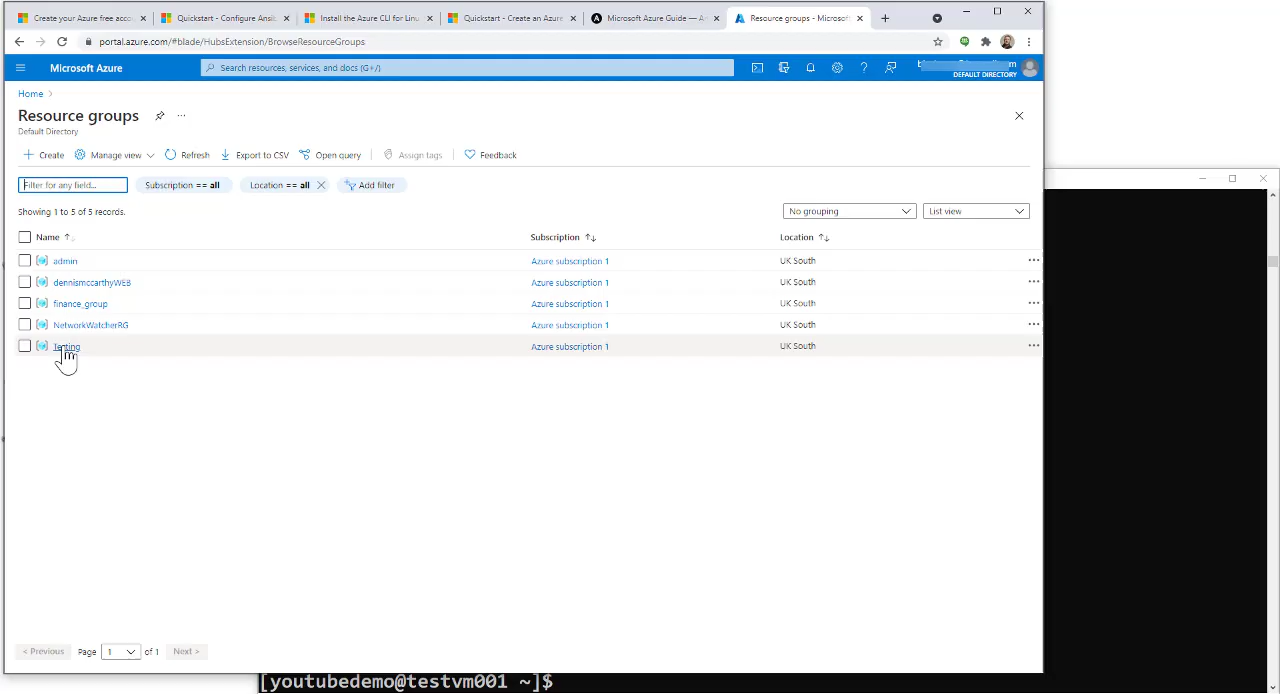 Create your Azure free acco
Quickstart - Configure Ansib
Install the Azure CLI for Linu
Quickstart - Create an Azure
Microsoft Azure Guide — A
Resource groups - Microsoft
portal.azure.com/#blade/HubsExtension/BrowseResourceGroups
Microsoft Azure
Search resources, services, and docs (G+/)
DEFAULT DIRECTORY
Home >
Resource groups
...
Default Directory
Create
Manage view
Refresh
Export to CSV
Open query
Assign tags
Feedback
Filter for any field...
Subscription == all
Location == all
Add filter
Showing 1 to 5 of 5 records.
No grouping
List view
Name
Subscription
Location
admin Azure subscription 1 UK South
dennismccarthyWEB Azure subscription 1 UK South
finance_group Azure subscription 1 UK South
NetworkWatcherRG Azure subscription 1 UK South
Testing Azure subscription 1 UK South
< Previous Page 1 of 1 Next >
[youtubedemo@testvm001 ~]$